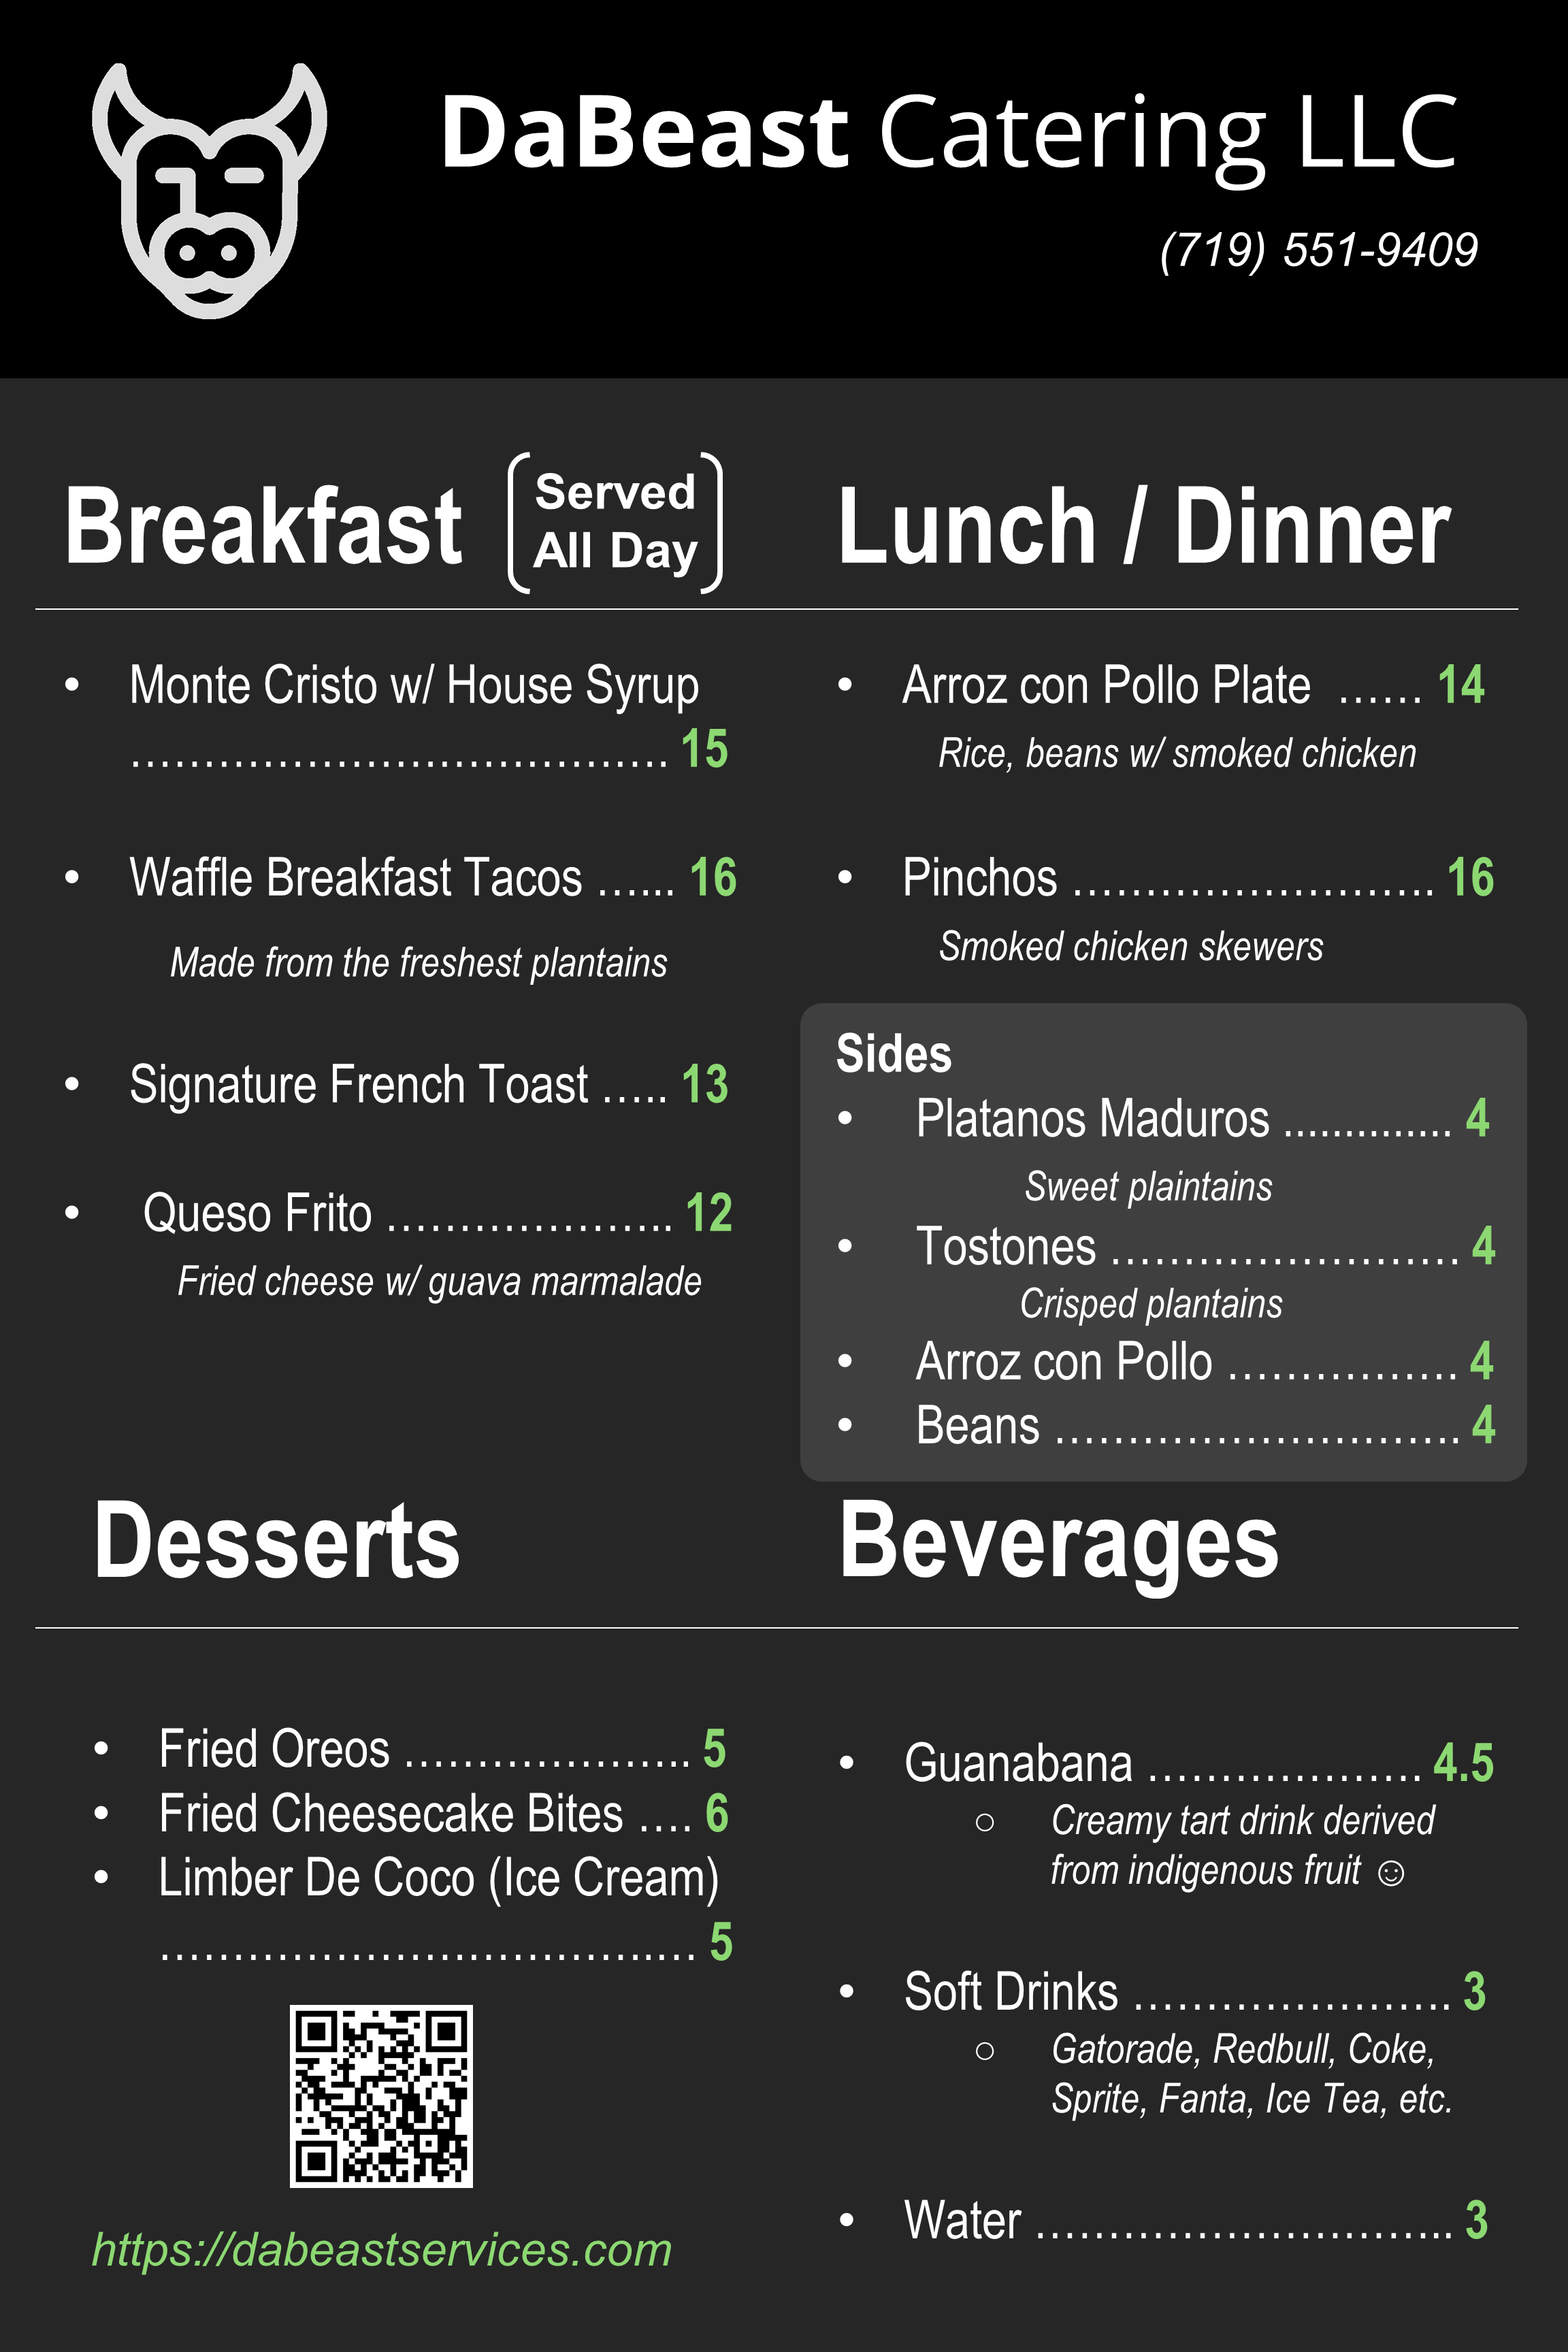 DaBeast Catering LLC
(719) 551-9409
Breakfast
Served
All Day
• Monte Cristo w/ House Syrup
…………………………………. 15
• Waffle Breakfast Tacos …... 16
Made from the freshest plantains
• Signature French Toast ….. 13
• Queso Frito ……………….. 12
Fried cheese w/ guava marmalade
Lunch / Dinner
• Arroz con Pollo Plate …... 14
Rice, beans w/ smoked chicken
• Pinchos ……………………. 16
Smoked chicken skewers
Sides
• Platanos Maduros .............. 4
Sweet plaintains
• Tostones …………………… 4
Crisped plantains
• Arroz con Pollo ……………. 4
• Beans ………………………. 4
Desserts
• Fried Oreos ……………….. 5
• Fried Cheesecake Bites …. 6
• Limber De Coco (Ice Cream)
……………………………..… 5
https://dabeastservices.com
Beverages
• Guanabana ………………. 4.5
○ Creamy tart drink derived
from indigenous fruit ☺
• Soft Drinks …………………. 3
○ Gatorade, Redbull, Coke,
Sprite, Fanta, Ice Tea, etc.
• Water ……………………….. 3